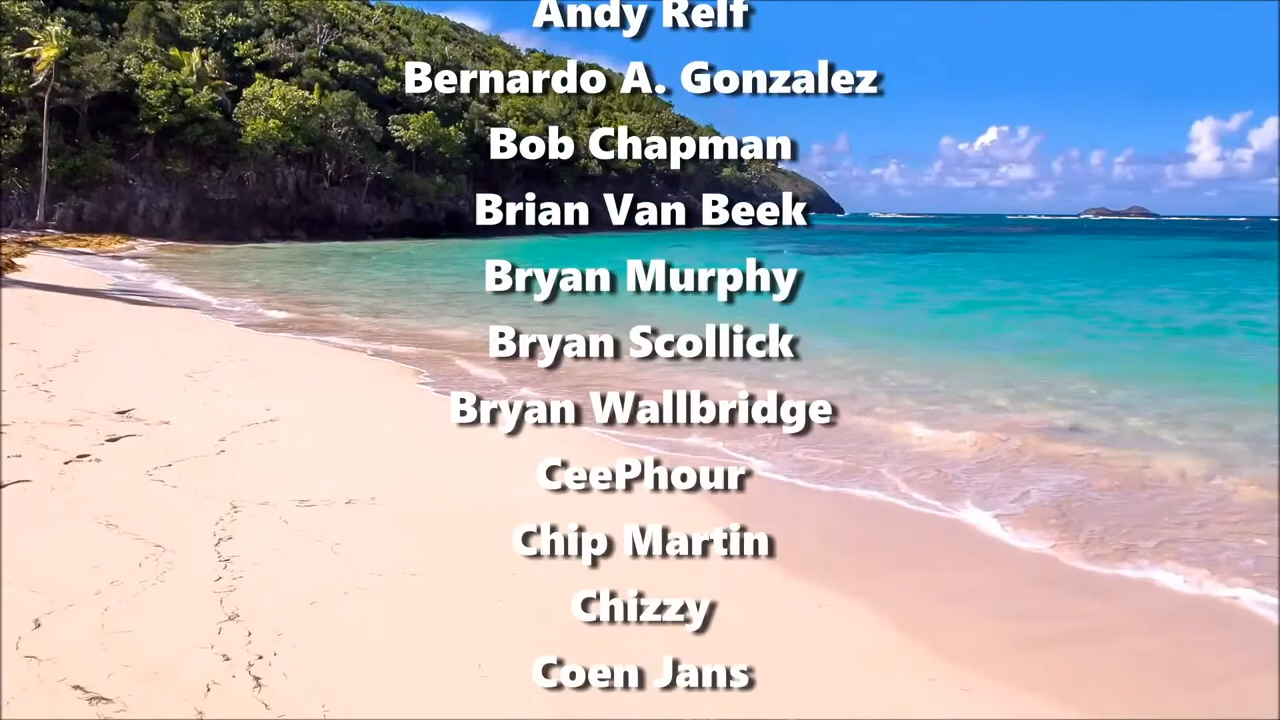 Andy Relf
Bernardo A. Gonzalez
Bob Chapman
Brian Van Beek
Bryan Murphy
Bryan Scollick
Bryan Wallbridge
CeePhour
Chip Martin
Chizzy
Coen Jans